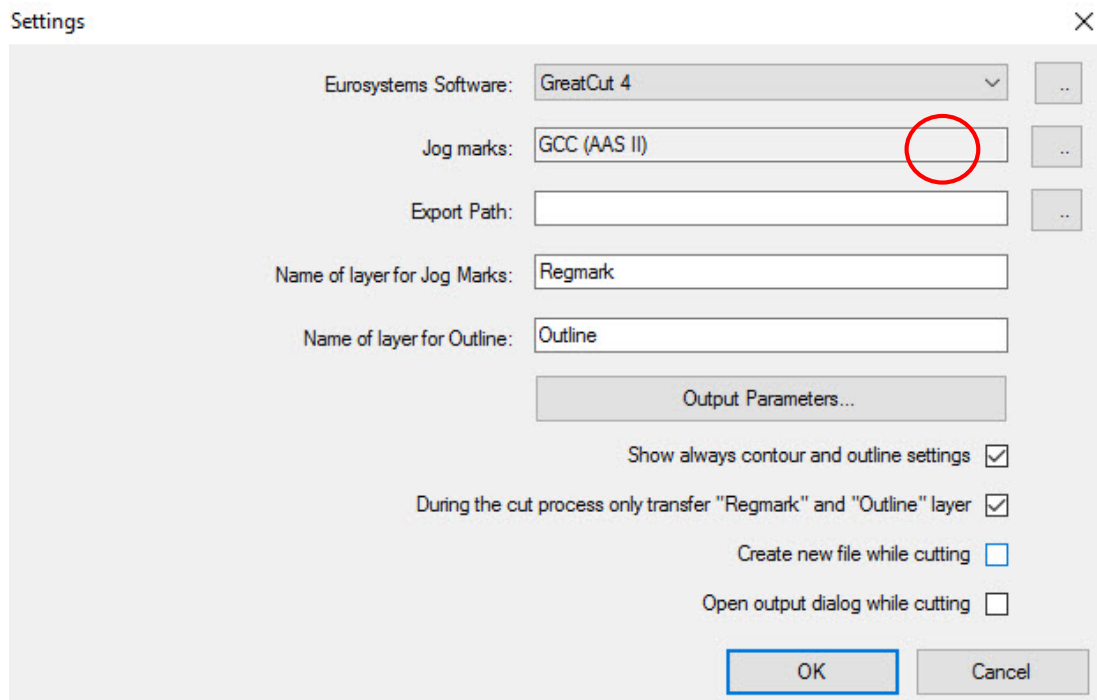 Settings
Eurosystems Software: GreatCut 4 ..
Jog marks: GCC (AAS II) ..
Export Path: ..
Name of layer for Jog Marks: Regmark
Name of layer for Outline: Outline
Output Parameters...
Show always contour and outline settings
During the cut process only transfer "Regmark" and "Outline" layer
Create new file while cutting
Open output dialog while cutting
OK Cancel